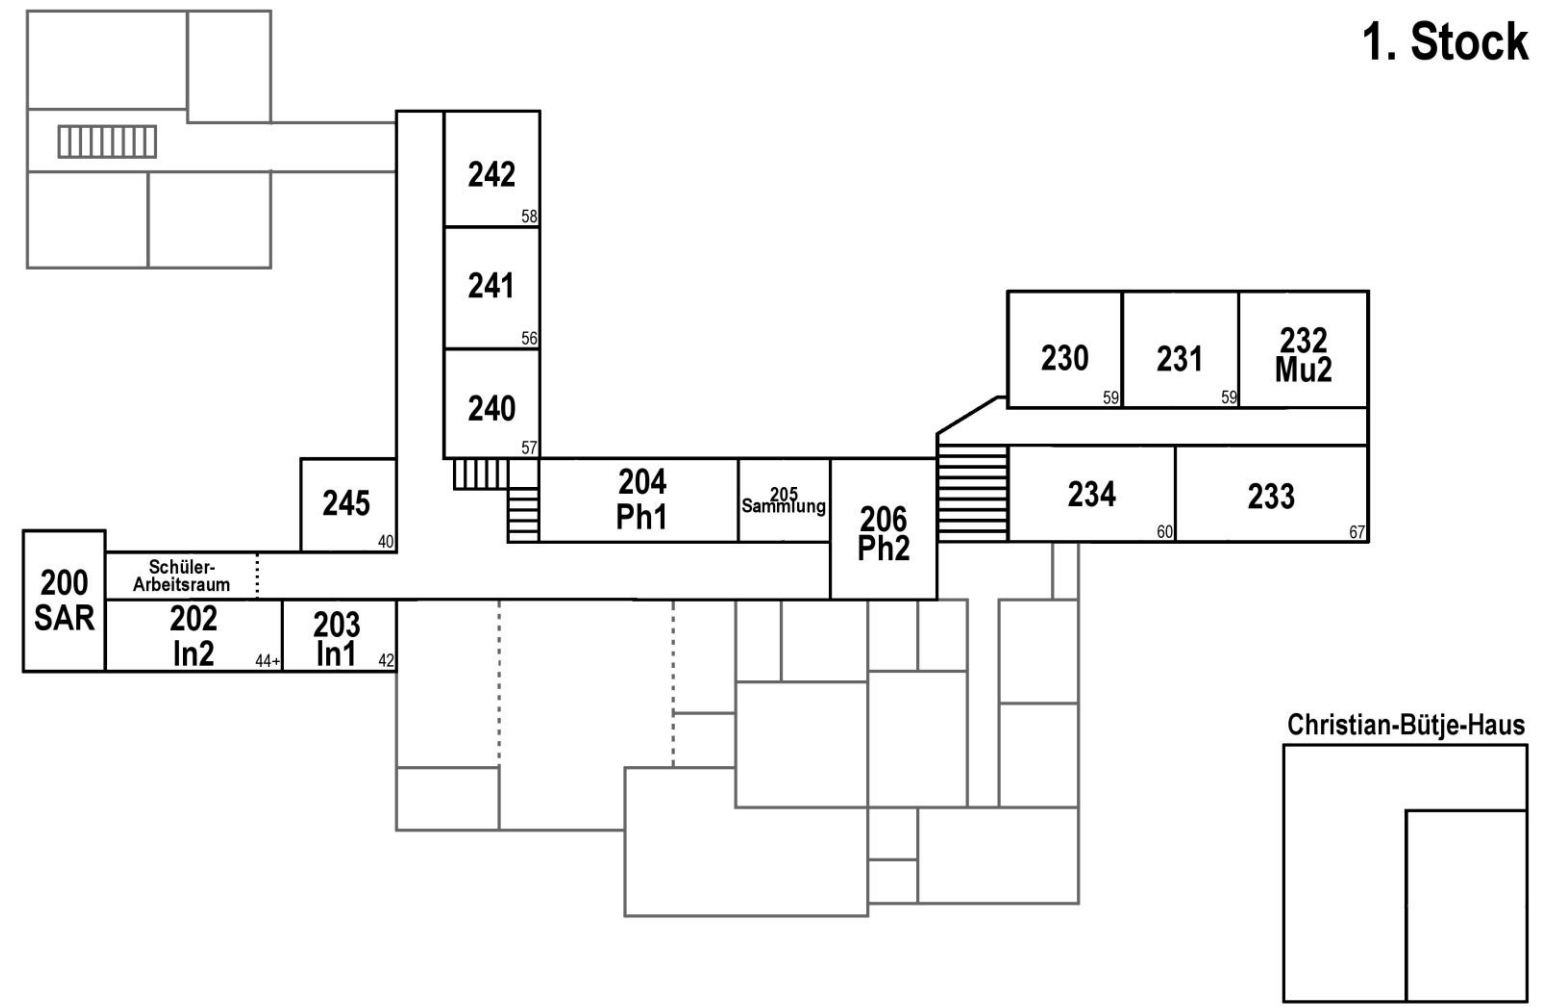 1. Stock
242
58
241
56
240
57
230
59
231
59
232
Mu2
245
40
204
Ph1
205
Sammlung
206
Ph2
234
60
233
67
200
SAR
Schüler-
Arbeitsraum
202
In2
44+
203
In1
42
Christian-Bütje-Haus